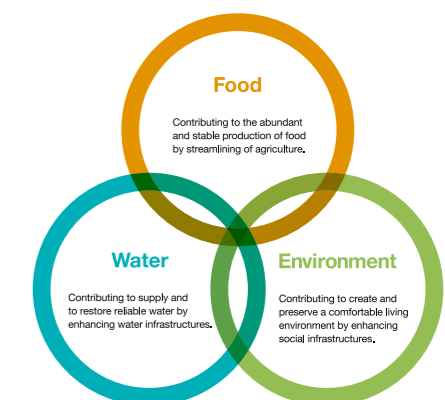 Food
Contributing to the abundant
and stable production of food
by streamlining of agriculture.
Water
Contributing to supply and
to restore reliable water by
enhancing water infrastructures.
Environment
Contributing to create and
preserve a comfortable living
environment by enhancing
social infrastructures.